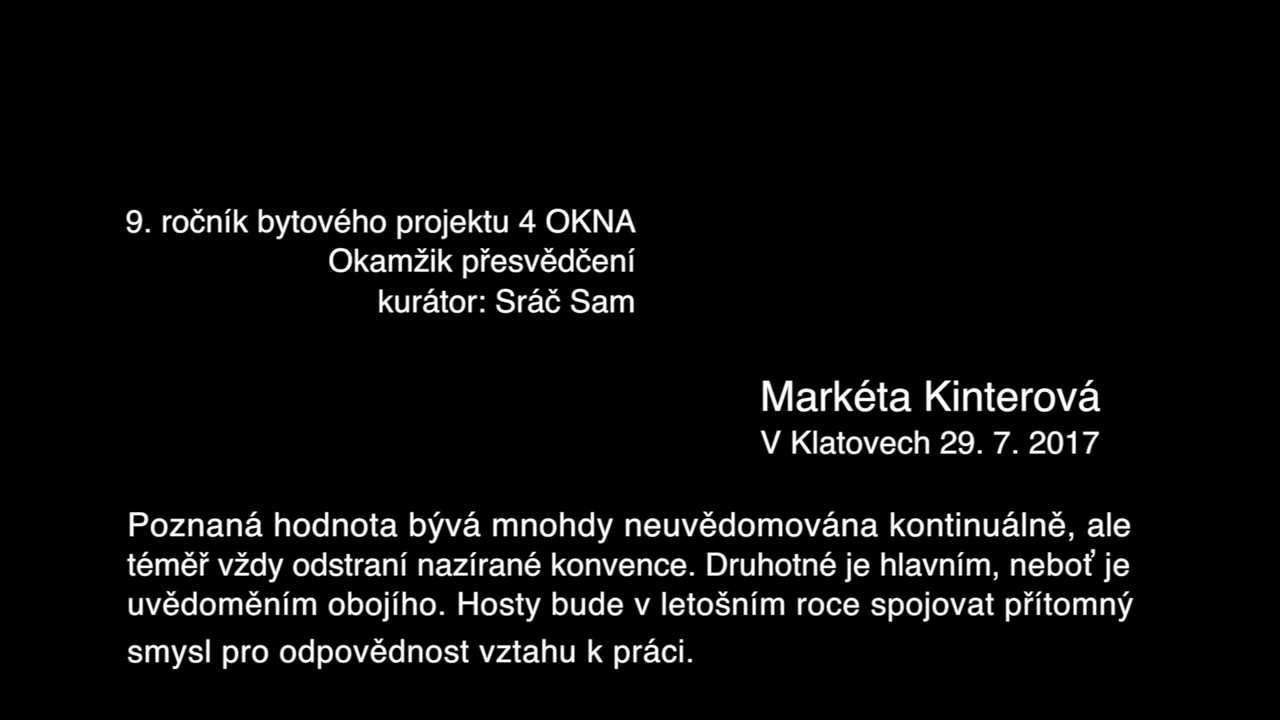 9. ročník bytového projektu 4 OKNA
Okamžik přesvědčení
kurátor: Sráč Sam
Markéta Kinterová
V Klatovech 29. 7. 2017
Poznaná hodnota bývá mnohdy neuvědomována kontinuálně, ale
téměř vždy odstraní nazírané konvence. Druhotné je hlavním, neboť je
uvědoměním obojího. Hosty bude v letošním roce spojovat přítomný
smysl pro odpovědnost vztahu k práci.